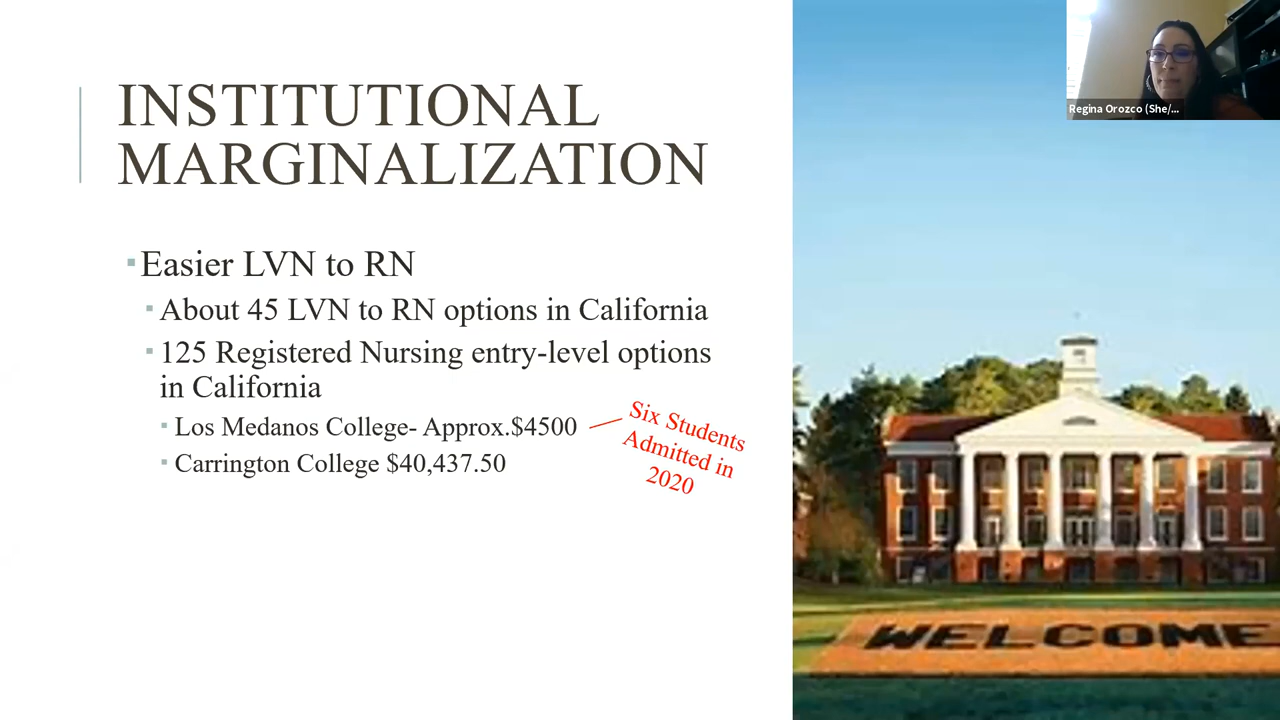 INSTITUTIONAL
MARGINALIZATION
▪Easier LVN to RN
▪About 45 LVN to RN options in California
▪125 Registered Nursing entry-level options
in California
▪Los Medanos College- Approx.$4500
▪Carrington College $40,437.50
Six Students
Admitted in
2020
Regina Orozco (She/...
WELCOME